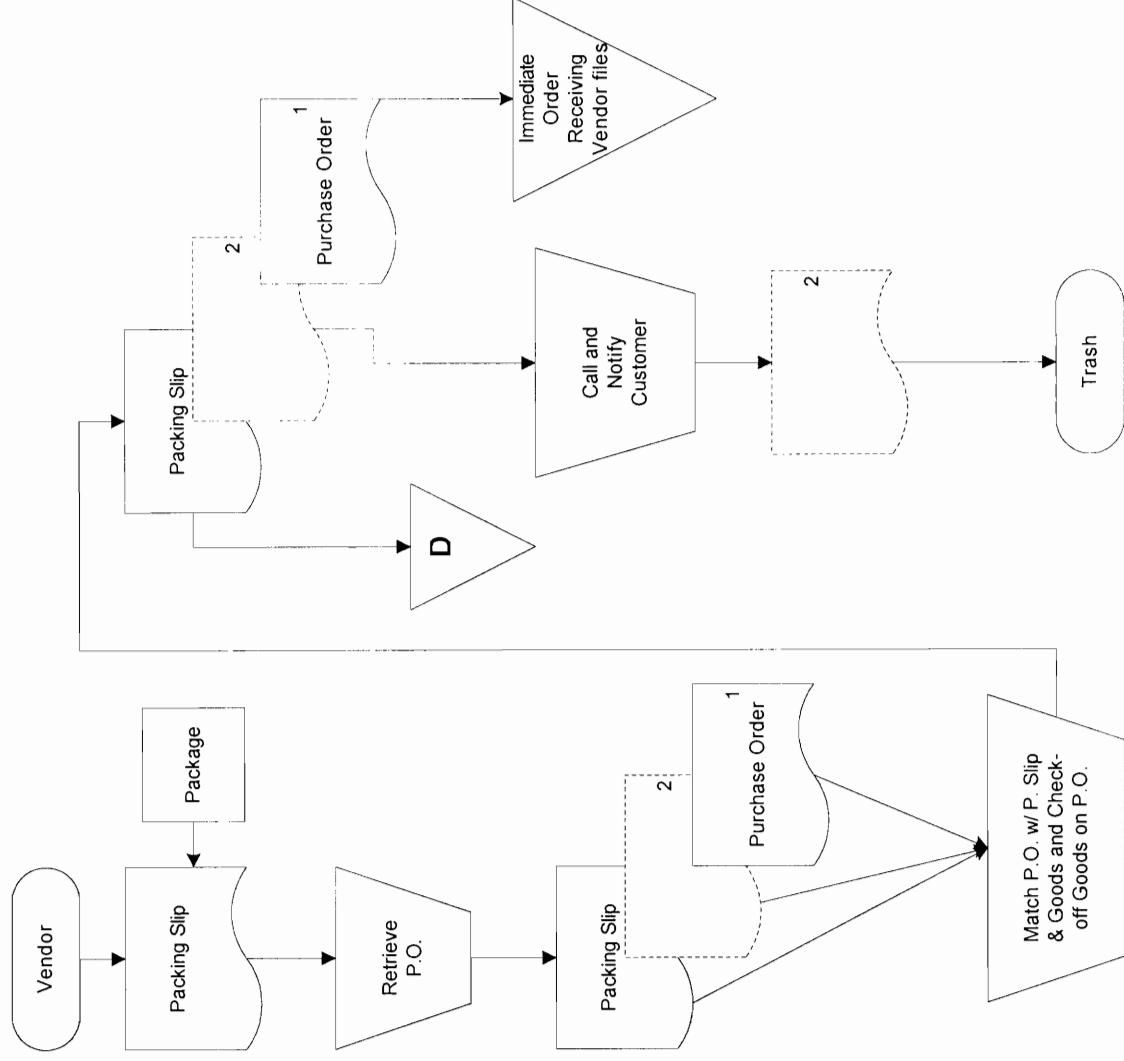 Vendor
Packing Slip
Package
Retrieve
P.O.
Packing Slip
2
1
Purchase Order
Match P.O. w/ P. Slip
& Goods and Check-
off Goods on P.O.
Packing Slip
2
1
Purchase Order
D
Call and
Notify
Customer
2
Trash
Immediate
Order
Receiving
Vendor files